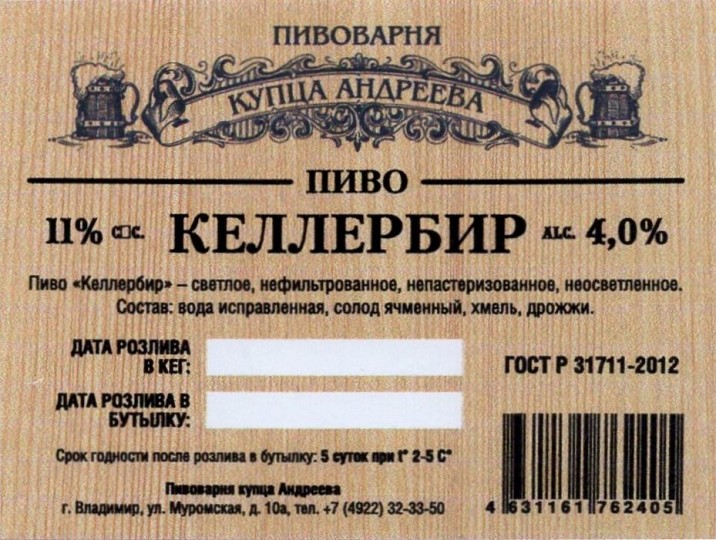 ПИВОВАРНЯ
КУПЦА АНДРЕЕВА
ПИВО
11% с□с. КЕЛЛЕРБИР ALC. 4,0%
Пиво «Келлербир» – светлое, нефильтрованное, непастеризованное, неосветленное.
Состав: вода исправленная, солод ячменный, хмель, дрожжи.
ДАТА РОЗЛИВА
В КЕГ:
ГОСТ Р 31711-2012
ДАТА РОЗЛИВА В
БУТЫЛКУ:
Срок годности после розлива в бутылку: 5 суток при t° 2-5 С°
Пивоварня купца Андреева
г. Владимир, ул. Муромская, д. 10а, тел. +7 (4922) 32-33-50
4 631161 762405